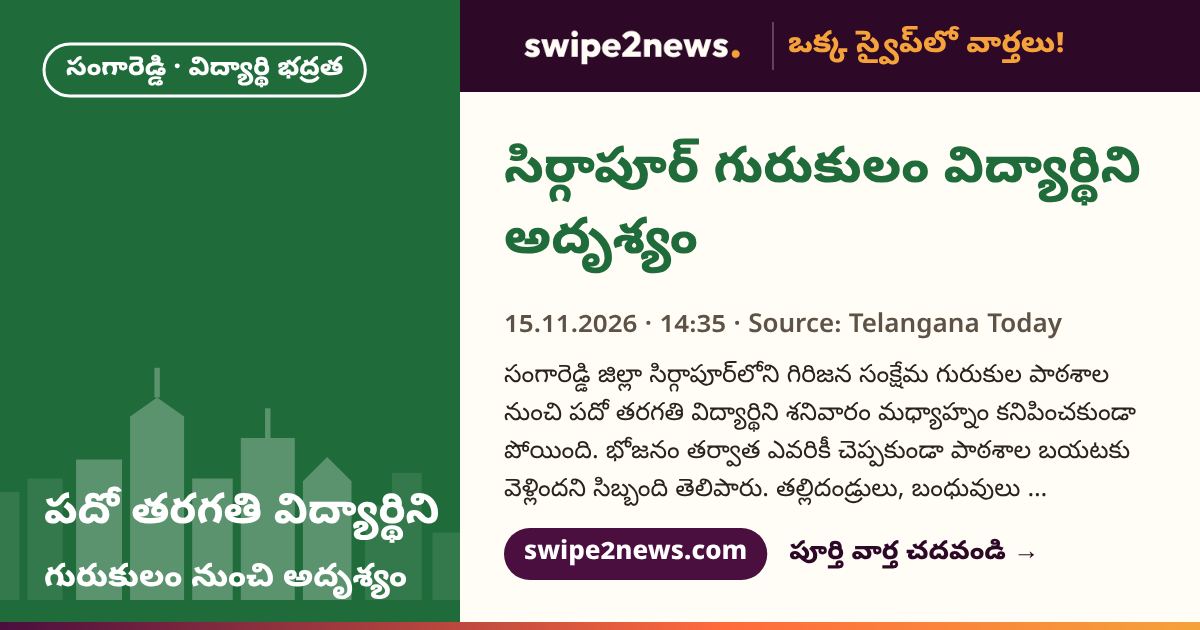 సంగారెడ్డి · విద్యార్థి భద్రత
పదో తరగతి విద్యార్థిని
గురుకులం నుంచి అదృశ్యం
swipe2news.
ఒక్క స్వైప్‌లో వార్తలు!
సిర్గాపూర్ గురుకులం విద్యార్థిని
అదృశ్యం
15.11.2026 · 14:35 · Source: Telangana Today
సంగారెడ్డి జిల్లా సిర్గాపూర్‌లోని గిరిజన సంక్షేమ గురుకుల పాఠశాల
నుంచి పదో తరగతి విద్యార్థిని శనివారం మధ్యాహ్నం కనిపించకుండా
పోయింది. భోజనం తర్వాత ఎవరికీ చెప్పకుండా పాఠశాల బయటకు
వెళ్లిందని సిబ్బంది తెలిపారు. తల్లిదండ్రులు, బంధువులు ...
swipe2news.com
పూర్తి వార్త చదవండి →